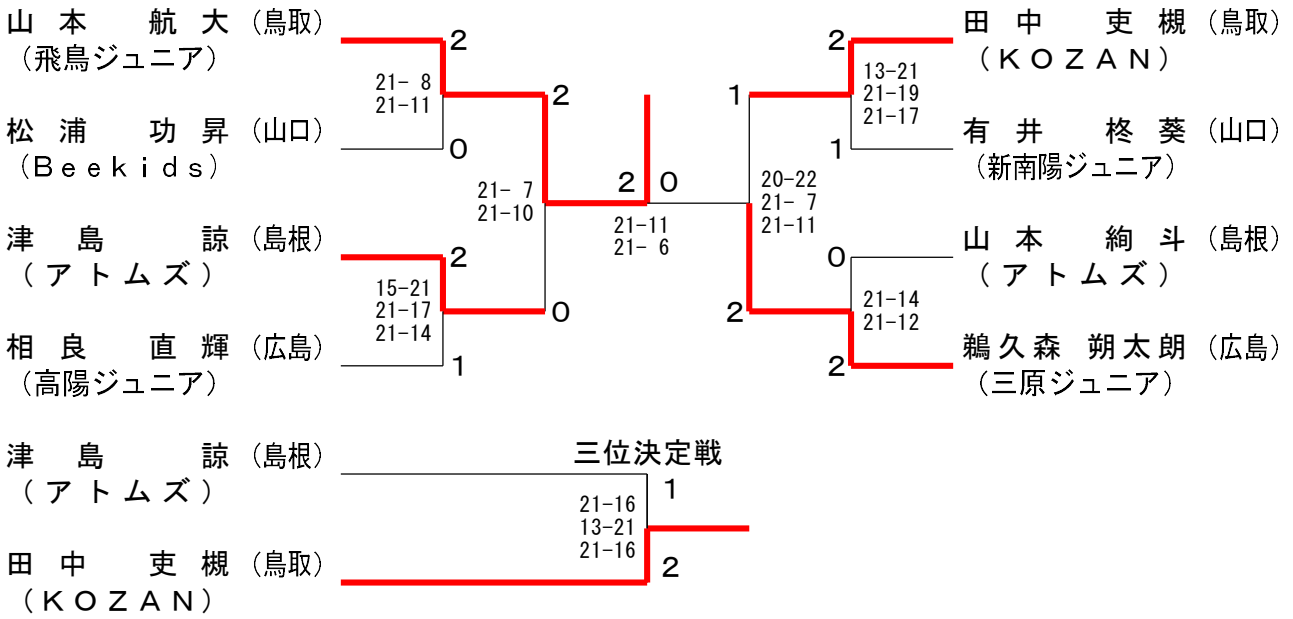 山本 航大 (鳥取)
(飛鳥ジュニア)
2
21- 8
21-11
松浦 功昇 (山口)
(Beekids)
0
2
21- 7
21-10
津島 諒 (島根)
(アトムズ)
2
15-21
21-17
21-14
0
相良 直輝 (広島)
(高陽ジュニア)
1
2 0
21-11
21- 6
田中 吏槻 (鳥取)
(KOZAN)
2
13-21
21-19
21-17
1
有井 柊葵 (山口)
(新南陽ジュニア)
1
20-22
21- 7
21-11
山本 絢斗 (島根)
(アトムズ)
0
21-14
21-12
2
鵜久森 朔太朗 (広島)
(三原ジュニア)
2
三位決定戦
津島 諒 (島根)
(アトムズ)
1
21-16
13-21
21-16
田中 吏槻 (鳥取)
(KOZAN)
2